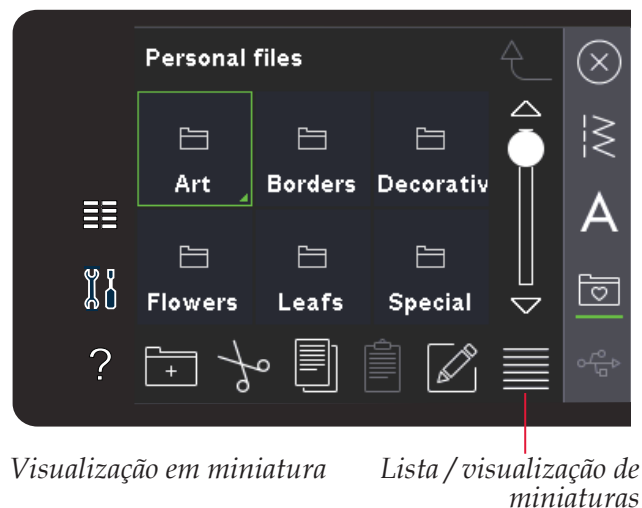 Personal files
Art Borders Decorativ
Flowers Leafs Special
A
?
Visualização em miniatura
Lista / visualização de
miniaturas